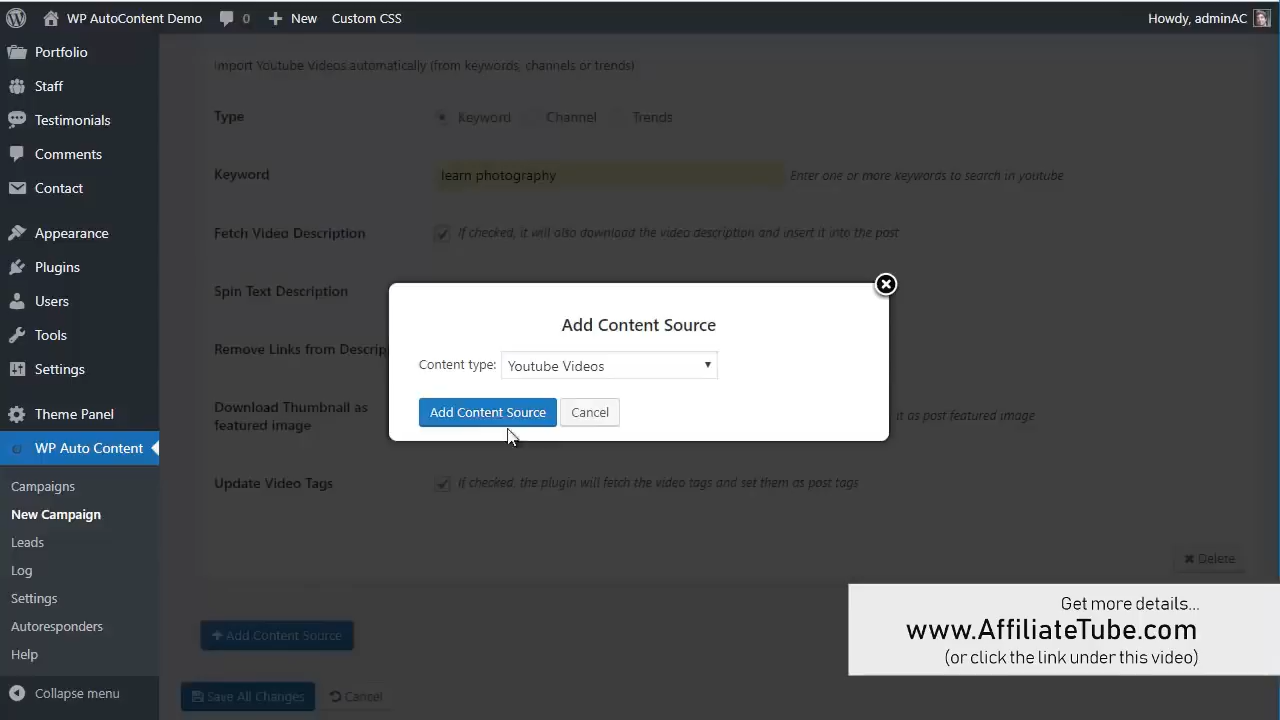 WP AutoContent Demo 0 New Custom CSS Howdy, adminAC
Portfolio
Staff
Testimonials
Comments
Contact
Appearance
Plugins
Users
Tools
Settings
Theme Panel
WP Auto Content
Campaigns
New Campaign
Leads
Log
Settings
Autoresponders
Help
Collapse menu
Import Youtube Videos automatically (from keywords, channels or trends)
Type Keyword Channel Trends
Keyword learn photography Enter one or more keywords to search in youtube
Fetch Video Description If checked, it will also download the video description and insert it into the post
Spin Text Description
Remove Links from Descrip
Download Thumbnail as
featured image it as post featured image
Update Video Tags If checked, the plugin will fetch the video tags and set them as post tags
Delete
Add Content Source
Save All Changes Cancel
Add Content Source
Content type: Youtube Videos
Add Content Source Cancel
Get more details...
www.AffiliateTube.com
(or click the link under this video)